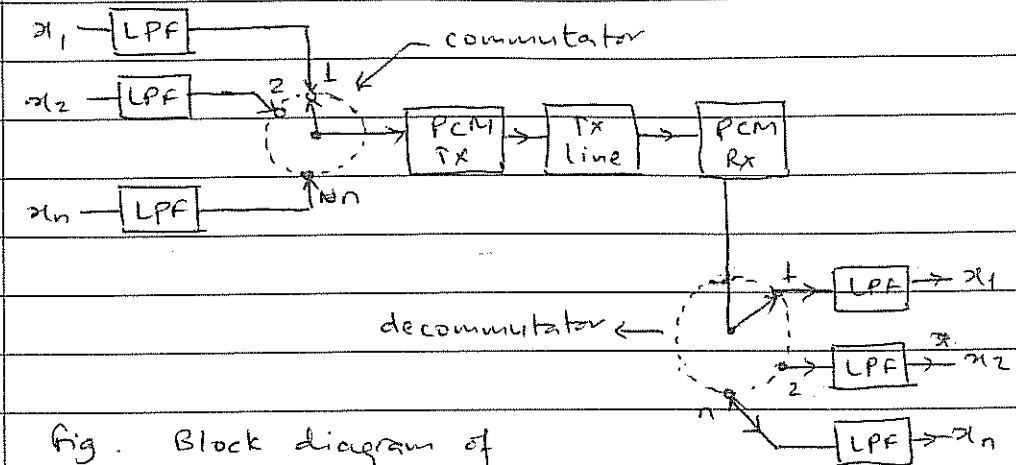 x1 LPF
commutator
2 1
x2 LPF
PCM TX
Tx line
PCM Rx
xn LPF
n
1
LPF x1
decommutator
LPF x2
2
n
LPF xn
fig. Block diagram of